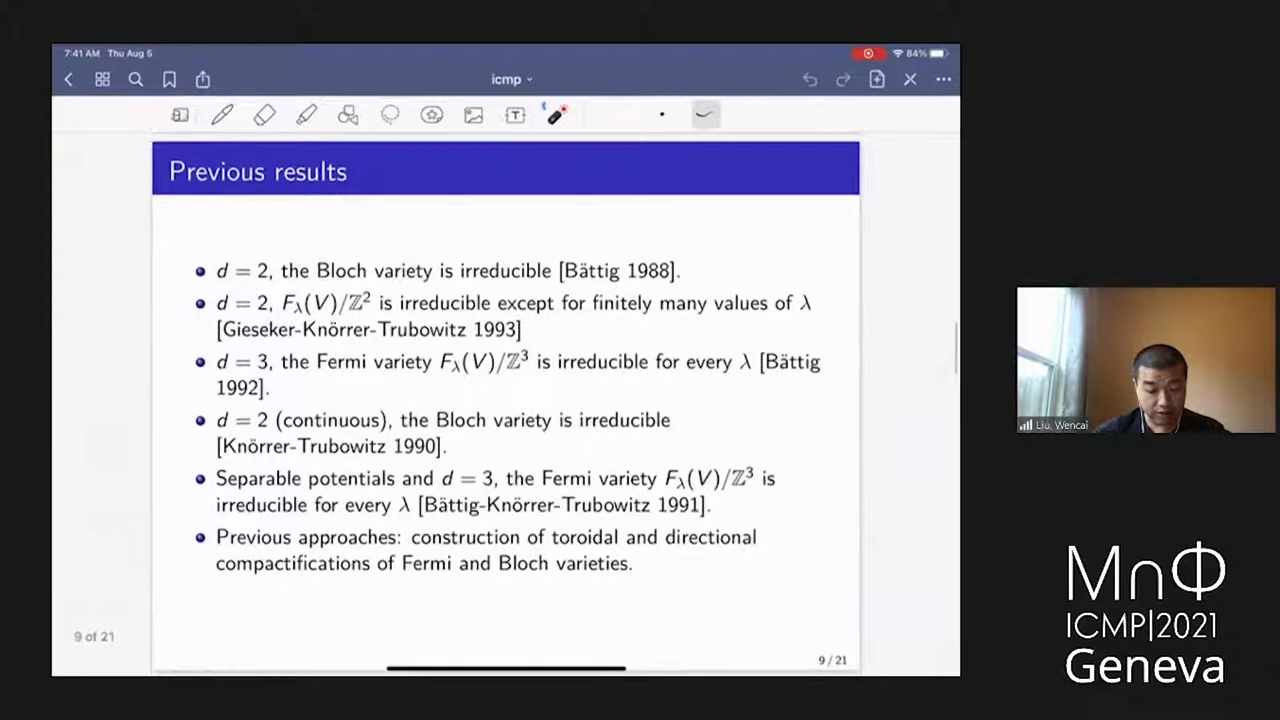 7:41 AM Thu Aug 5
84%
icmp
Previous results
d = 2, the Bloch variety is irreducible [Bättig 1988].
d = 2, Fλ(V)/ℤ² is irreducible except for finitely many values of λ
[Gieseker-Knörrer-Trubowitz 1993]
d = 3, the Fermi variety Fλ(V)/ℤ³ is irreducible for every λ [Bättig
1992].
d = 2 (continuous), the Bloch variety is irreducible
[Knörrer-Trubowitz 1990].
Separable potentials and d = 3, the Fermi variety Fλ(V)/ℤ³ is
irreducible for every λ [Bättig-Knörrer-Trubowitz 1991].
Previous approaches: construction of toroidal and directional
compactifications of Fermi and Bloch varieties.
9 of 21
9 / 21
Liu, Wencai
MnΦ
ICMP|2021
Geneva